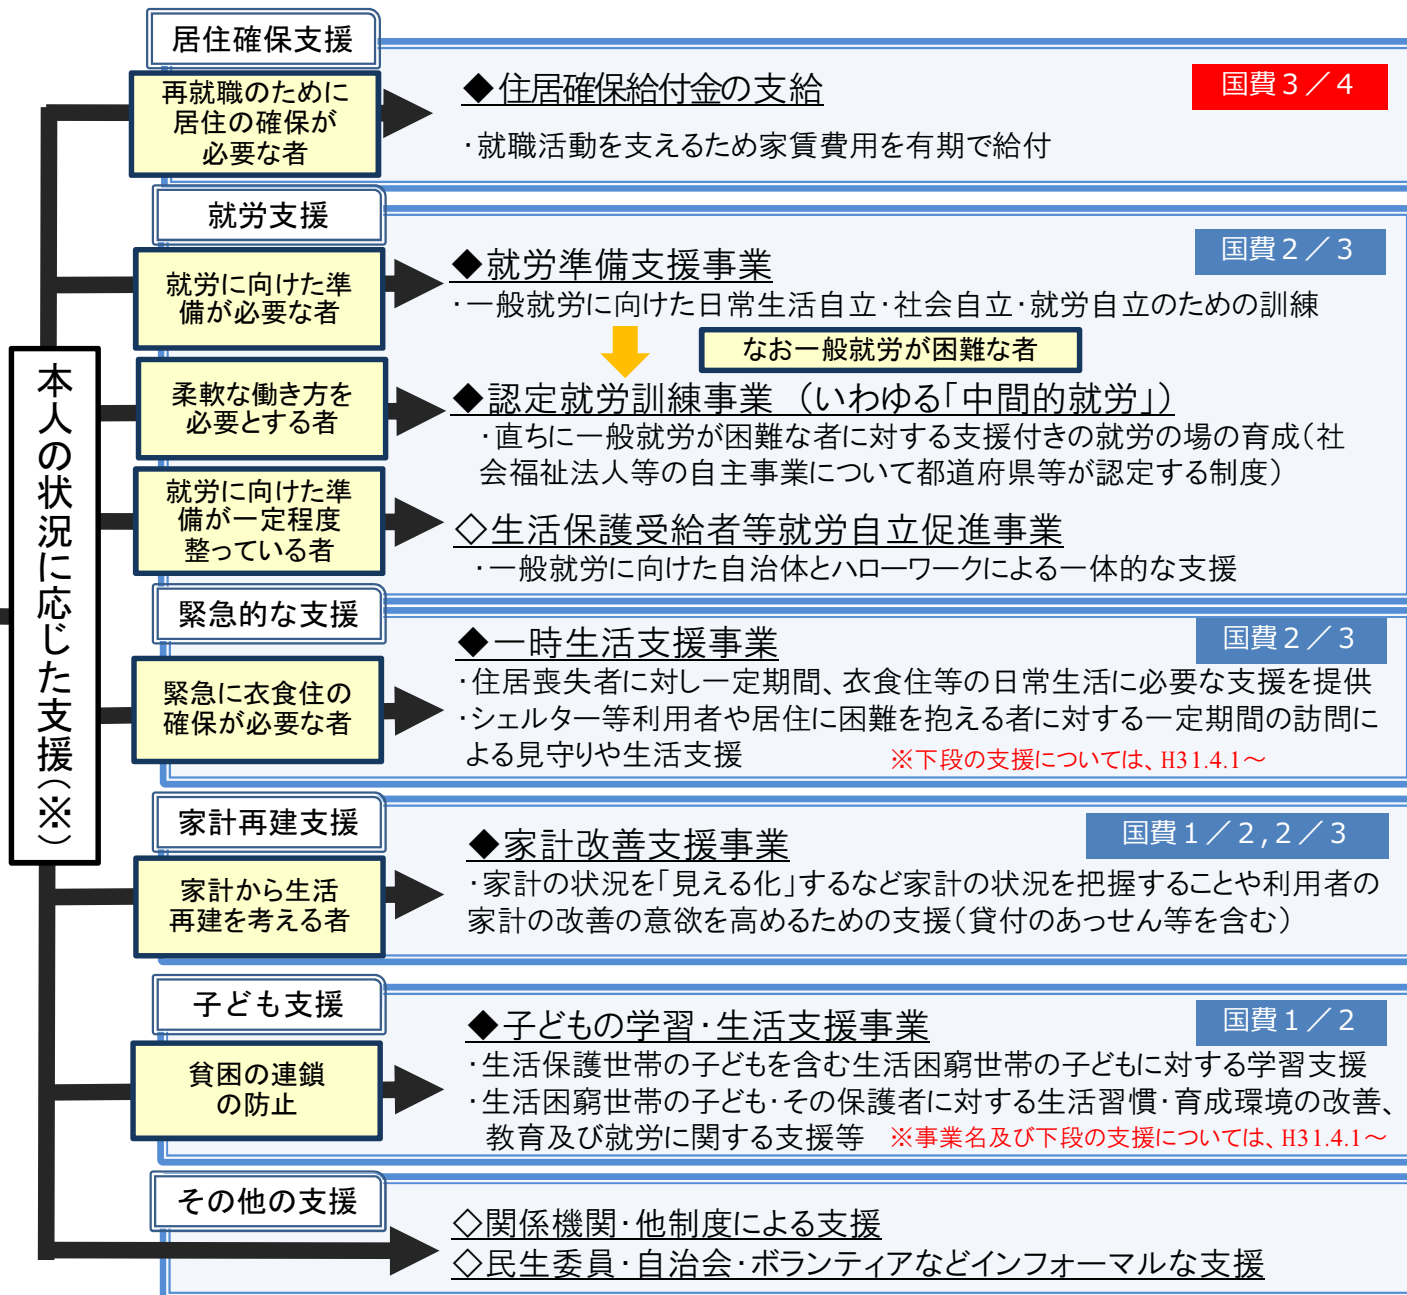 本人の状況に応じた支援(※)
居住確保支援
再就職のために
居住の確保が
必要な者
◆住居確保給付金の支給
国費3/4
・就職活動を支えるため家賃費用を有期で給付
就労支援
就労に向けた準
備が必要な者
◆就労準備支援事業
国費2/3
・一般就労に向けた日常生活自立・社会自立・就労自立のための訓練
なお一般就労が困難な者
柔軟な働き方を
必要とする者
◆認定就労訓練事業 (いわゆる「中間的就労」)
・直ちに一般就労が困難な者に対する支援付きの就労の場の育成(社
会福祉法人等の自主事業について都道府県等が認定する制度)
就労に向けた準
備が一定程度
整っている者
◇生活保護受給者等就労自立促進事業
・一般就労に向けた自治体とハローワークによる一体的な支援
緊急的な支援
緊急に衣食住の
確保が必要な者
◆一時生活支援事業
国費2/3
・住居喪失者に対し一定期間、衣食住等の日常生活に必要な支援を提供
・シェルター等利用者や居住に困難を抱える者に対する一定期間の訪問に
よる見守りや生活支援 ※下段の支援については、H31.4.1~
家計再建支援
家計から生活
再建を考える者
◆家計改善支援事業
国費1/2,2/3
・家計の状況を「見える化」するなど家計の状況を把握することや利用者の
家計の改善の意欲を高めるための支援(貸付のあっせん等を含む)
子ども支援
貧困の連鎖
の防止
◆子どもの学習・生活支援事業
国費1/2
・生活保護世帯の子どもを含む生活困窮世帯の子どもに対する学習支援
・生活困窮世帯の子ども・その保護者に対する生活習慣・育成環境の改善、
教育及び就労に関する支援等 ※事業名及び下段の支援については、H31.4.1~
その他の支援
◇関係機関・他制度による支援
◇民生委員・自治会・ボランティアなどインフォーマルな支援